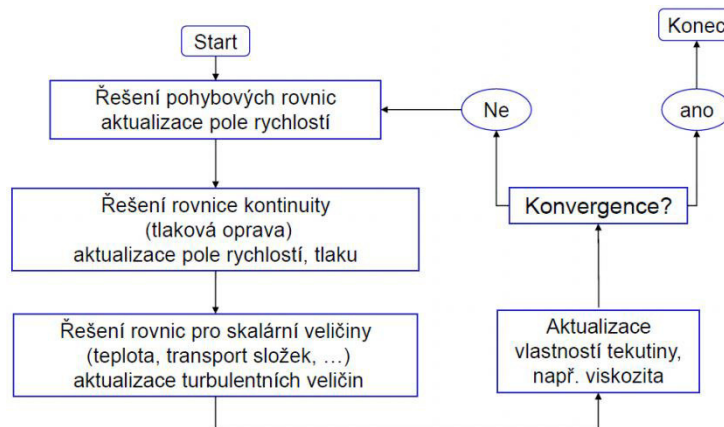 Start
Řešení pohybových rovnic
aktualizace pole rychlostí
Řešení rovnice kontinuity
(tlaková oprava)
aktualizace pole rychlostí, tlaku
Řešení rovnic pro skalární veličiny
(teplota, transport složek, …)
aktualizace turbulentních veličin
Aktualizace
vlastností tekutiny,
např. viskozita
Konvergence?
Ne
ano
Konec